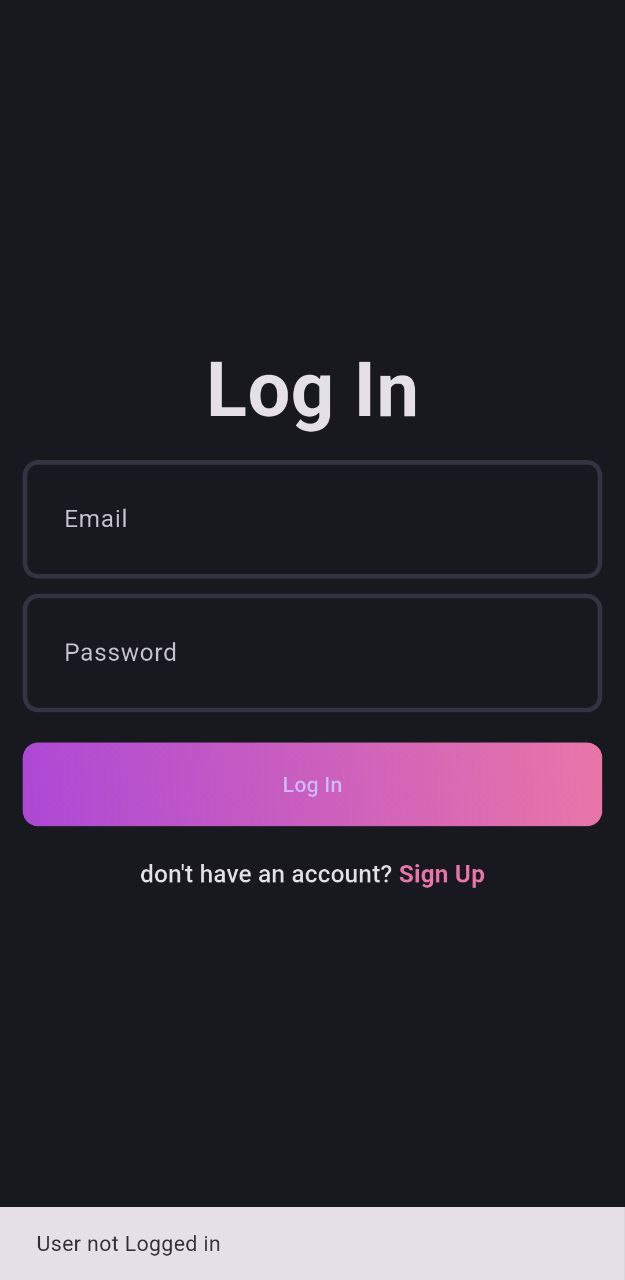 Log In
Email
Password
Log In
don't have an account? Sign Up
User not Logged in